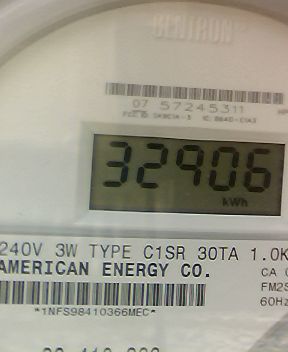 CENTRON
07 57245311
32906
kWh
240V 3W TYPE C1SR 30TA 1.0K
AMERICAN ENERGY CO.
CA
FM2S
60Hz
*1NFS98410366MEC*